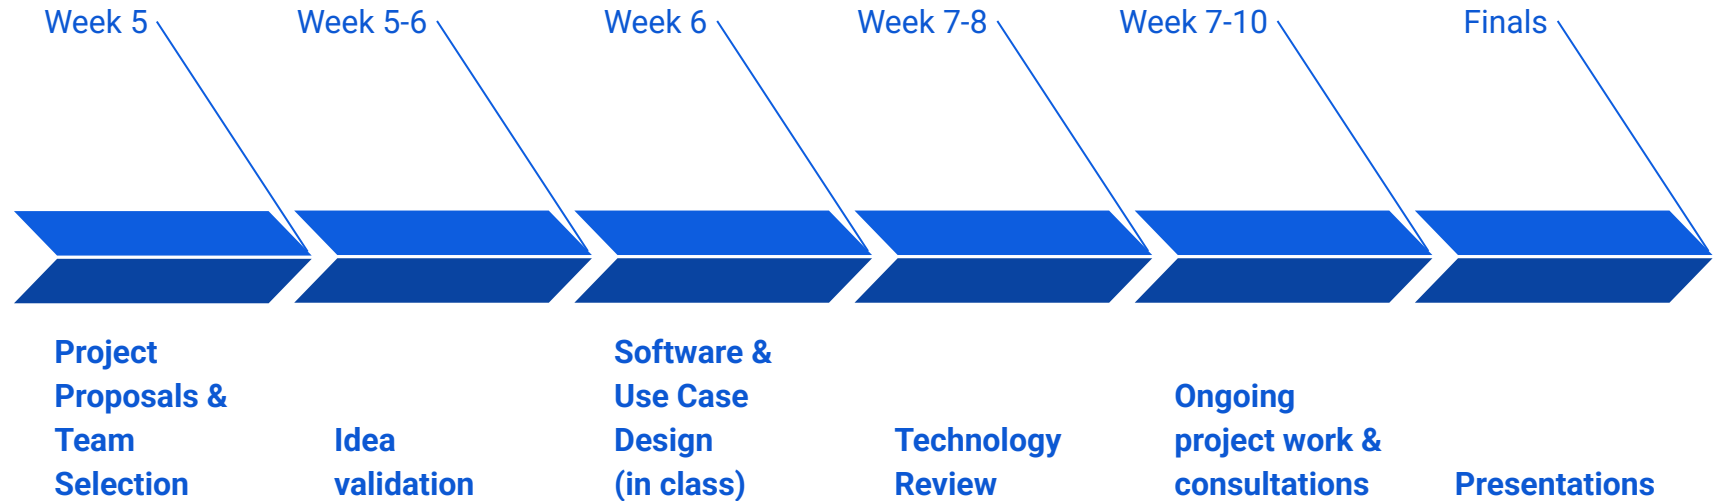 Week 5
Week 5-6
Week 6
Week 7-8
Week 7-10
Finals
Project
Proposals &
Team
Selection
Idea
validation
Software &
Use Case
Design
(in class)
Technology
Review
Ongoing
project work &
consultations
Presentations